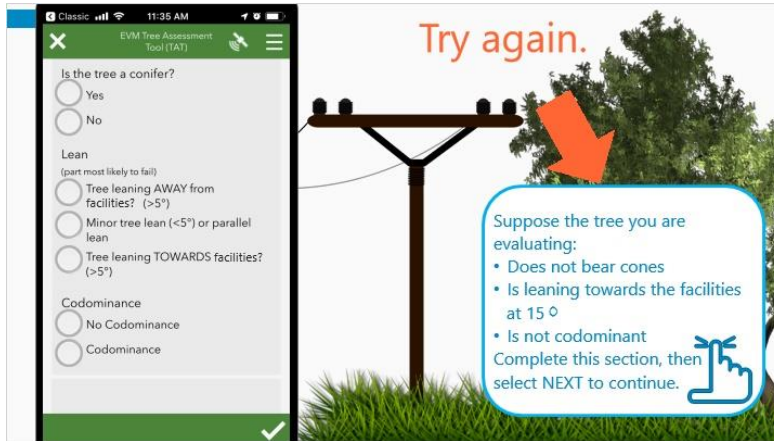 Classic 11:35 AM
EVM Tree Assessment
Tool (TAT)
Is the tree a conifer?
Yes
No
Lean
(part most likely to fail)
Tree leaning AWAY from
facilities? (>5°)
Minor tree lean (<5°) or parallel
lean
Tree leaning TOWARDS facilities?
(>5°)
Codominance
No Codominance
Codominance
Try again.
Suppose the tree you are
evaluating:
• Does not bear cones
• Is leaning towards the facilities
at 15 º
• Is not codominant
Complete this section, then
select NEXT to continue.